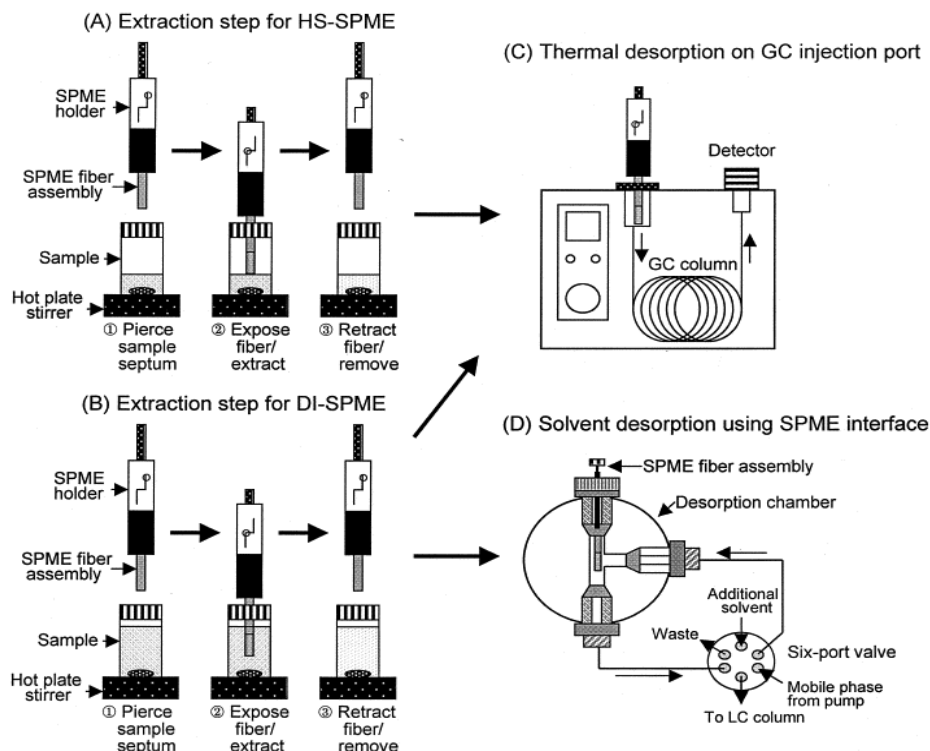 (A) Extraction step for HS-SPME
SPME
holder
SPME fiber
assembly
Sample
Hot plate
stirrer
① Pierce
sample
septum
② Expose
fiber/
extract
③ Retract
fiber/
remove
(B) Extraction step for DI-SPME
SPME
holder
SPME fiber
assembly
Sample
Hot plate
stirrer
① Pierce
sample
septum
② Expose
fiber/
extract
③ Retract
fiber/
remove
(C) Thermal desorption on GC injection port
Detector
GC column
(D) Solvent desorption using SPME interface
SPME fiber assembly
Desorption chamber
Additional
solvent
Waste
Six-port valve
Mobile phase
from pump
To LC column